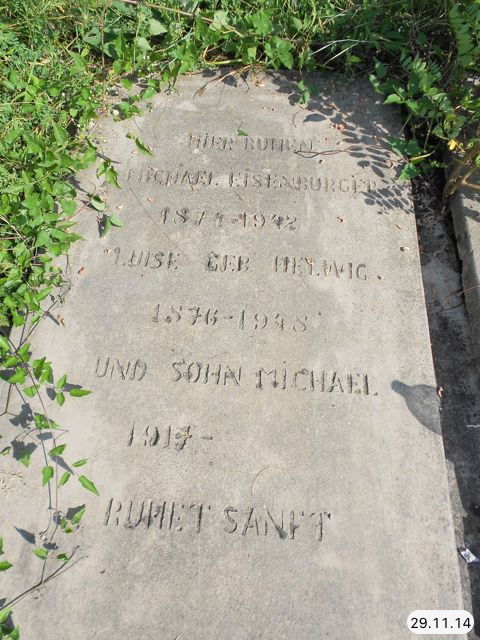 HIER RUHEN
MICHAEL EISENBURGER
1874-1942
LUISE GEB HELWIG
1876-1948
UND SOHN MICHAEL
1917-
RUHET SANFT
29.11.14